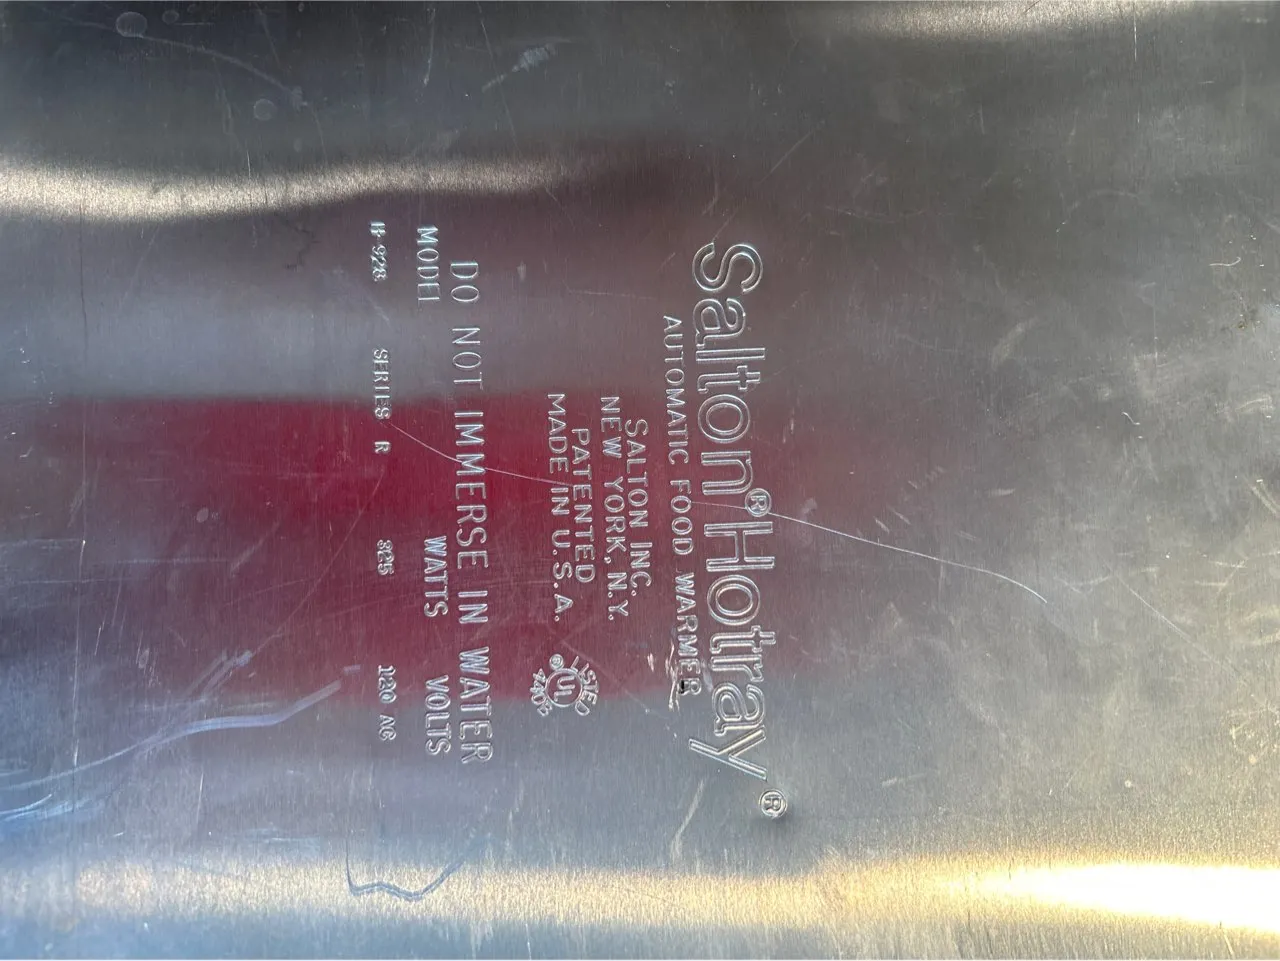 Salton® Hotray®
AUTOMATIC FOOD WARMER
SALTON INC.
NEW YORK, N.Y.
PATENTED
MADE IN U.S.A.
UL
®
DO NOT IMMERSE IN WATER
MODEL WATTS VOLTS
H-928 SERIES R 325 120 AC